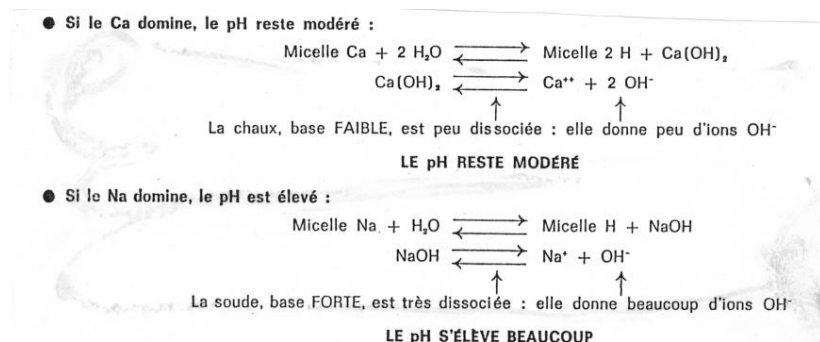 ● Si le Ca domine, le pH reste modéré :
Micelle Ca + 2 H₂O ⇄ Micelle 2 H + Ca(OH)₂
Ca(OH)₂ ⇄ Ca⁺⁺ + 2 OH⁻
↑ ↑
La chaux, base FAIBLE, est peu dissociée : elle donne peu d'ions OH⁻
LE pH RESTE MODÉRÉ
● Si le Na domine, le pH est élevé :
Micelle Na + H₂O ⇄ Micelle H + NaOH
NaOH ⇄ Na⁺ + OH⁻
↑ ↑
La soude, base FORTE, est très dissociée : elle donne beaucoup d'ions OH⁻
LE pH S'ÉLÈVE BEAUCOUP